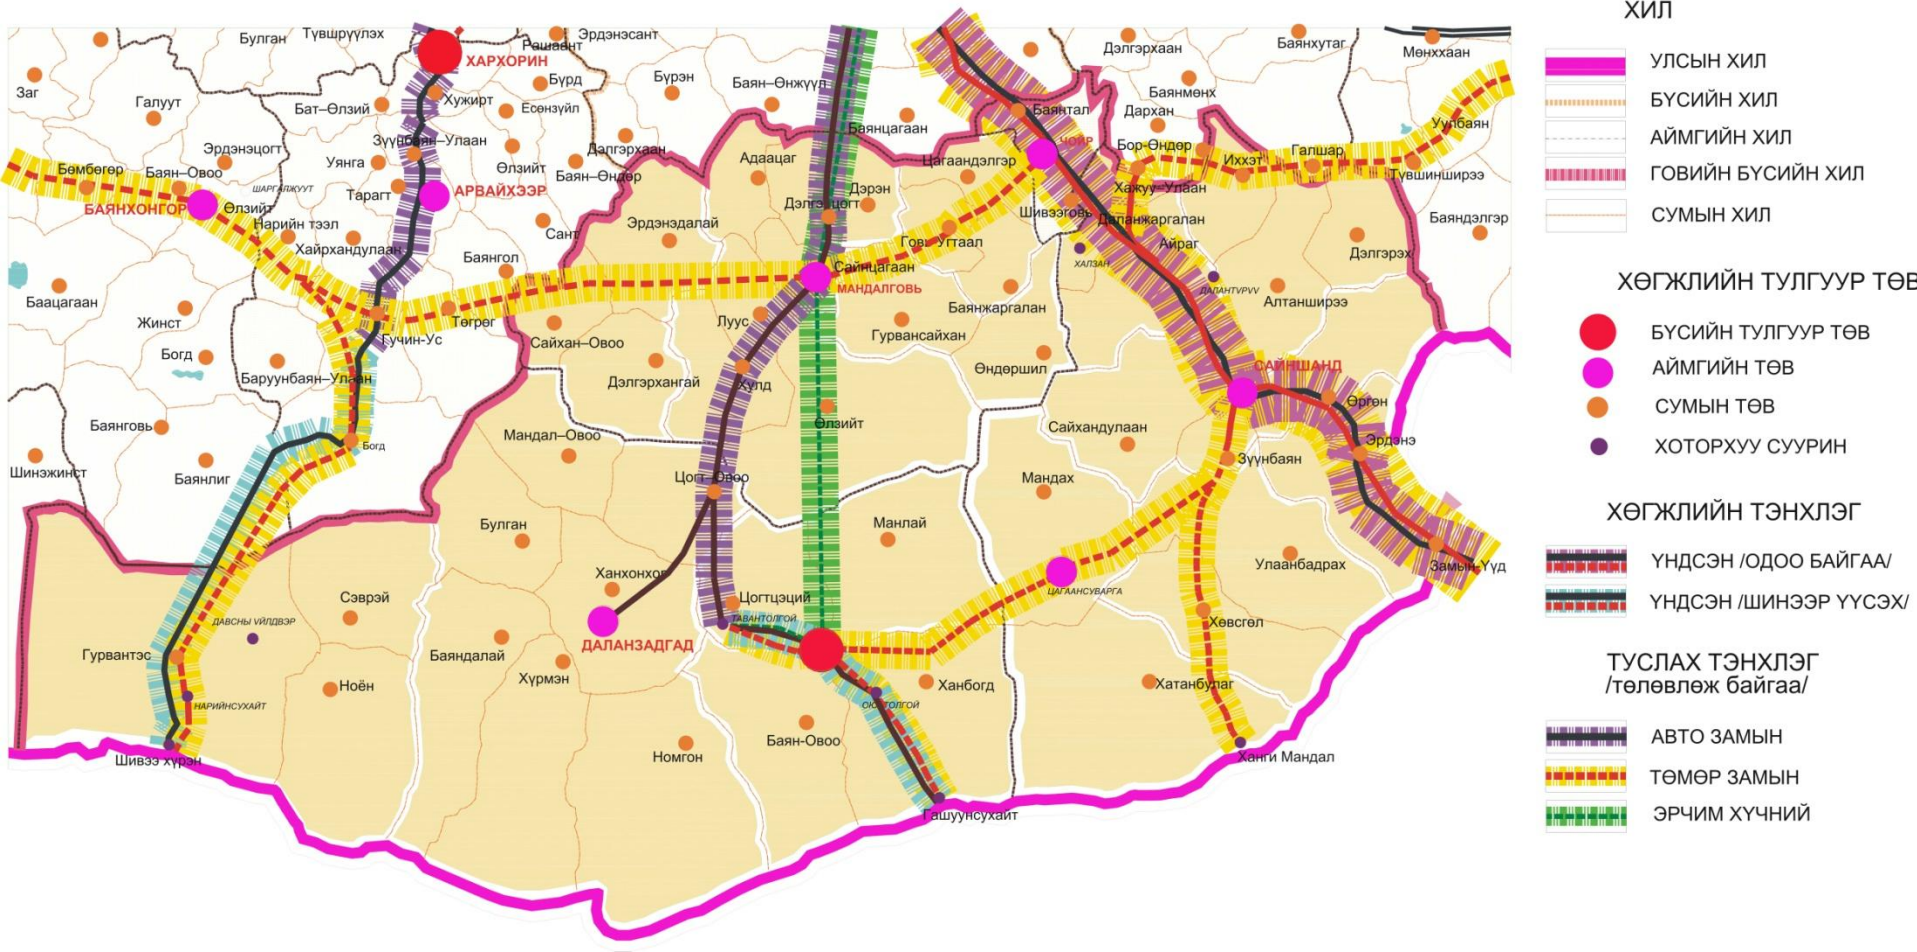 Булган
Түвшрүүлэх
Эрдэнэсант
Рашаант
ХАРХОРИН
Бүрд
Бүрэн
Баян–Өнжүүл
Дэлгэрхаан
Баянхутаг
Мөнххаан
Заг
Галуут
Бат–Өлзий
Хужирт
Есөнзүйл
Баянмөнх
Баянтал
Дархан
Баянцагаан
Уулбаян
Зүүнбаян–Улаан
Эрдэнэцогт
Уянга
Өлзийт
Дэлгэрхаан
Баян–Өндөр
Адаацаг
Цагаандэлгэр
ЧОЙР
Бор-Өндөр
Иххэт
Галшар
Түвшинширээ
Бөмбөгөр
Баян–Овоо
ШАРГАЛЖУУТ
Тарагт
АРВАЙХЭЭР
Дэрэн
Дэлгэрцогт
Хажуу–Улаан
БАЯНХОНГОР
Өлзийт
Нарийн тээл
Шивээговь
Даланжаргалан
Баяндэлгэр
Эрдэнэдалай
Сант
Хайрхандулаан
Говь-Угтаал
Айраг
Дэлгэрэх
Баянгол
Сайнцагаан
ХАЛЗАН
МАНДАЛГОВЬ
ДАЛАНТҮРҮҮ
Баацагаан
Жинст
Баянжаргалан
Алтанширээ
Төгрөг
Луус
Гучин-Ус
Сайхан–Овоо
Гурвансайхан
Богд
Өндөршил
САЙНШАНД
Баруунбаян–Улаан
Дэлгэрхангай
Хулд
Өргөн
Баянговь
Өлзийт
Сайхандулаан
Эрдэнэ
Мандал–Овоо
Богд
Зүүнбаян
Шинэжинст
Баянлиг
Цогт–Овоо
Мандах
Булган
Манлай
Улаанбадрах
Замын-Үүд
Ханхонхор
ЦАГААНСУВАРГА
Сэврэй
Цогтцэций
ДАВСНЫ ҮЙЛДВЭР
ТАВАНТОЛГОЙ
Хөвсгөл
ДАЛАНЗАДГАД
Гурвантэс
Баяндалай
Хүрмэн
Ноён
Ханбогд
Хатанбулаг
НАРИЙНСУХАЙТ
ОЮУТОЛГОЙ
Баян-Овоо
Номгон
Шивээ хүрэн
Ханги Мандал
Гашуунсухайт
ХИЛ
УЛСЫН ХИЛ
БҮСИЙН ХИЛ
АЙМГИЙН ХИЛ
ГОВИЙН БҮСИЙН ХИЛ
СУМЫН ХИЛ
ХӨГЖЛИЙН ТУЛГУУР ТӨВ
БҮСИЙН ТУЛГУУР ТӨВ
АЙМГИЙН ТӨВ
СУМЫН ТӨВ
ХОТОРХУУ СУУРИН
ХӨГЖЛИЙН ТЭНХЛЭГ
ҮНДСЭН /ОДОО БАЙГАА/
ҮНДСЭН /ШИНЭЭР ҮҮСЭХ/
ТУСЛАХ ТЭНХЛЭГ
/төлөвлөж байгаа/
АВТО ЗАМЫН
ТӨМӨР ЗАМЫН
ЭРЧИМ ХҮЧНИЙ